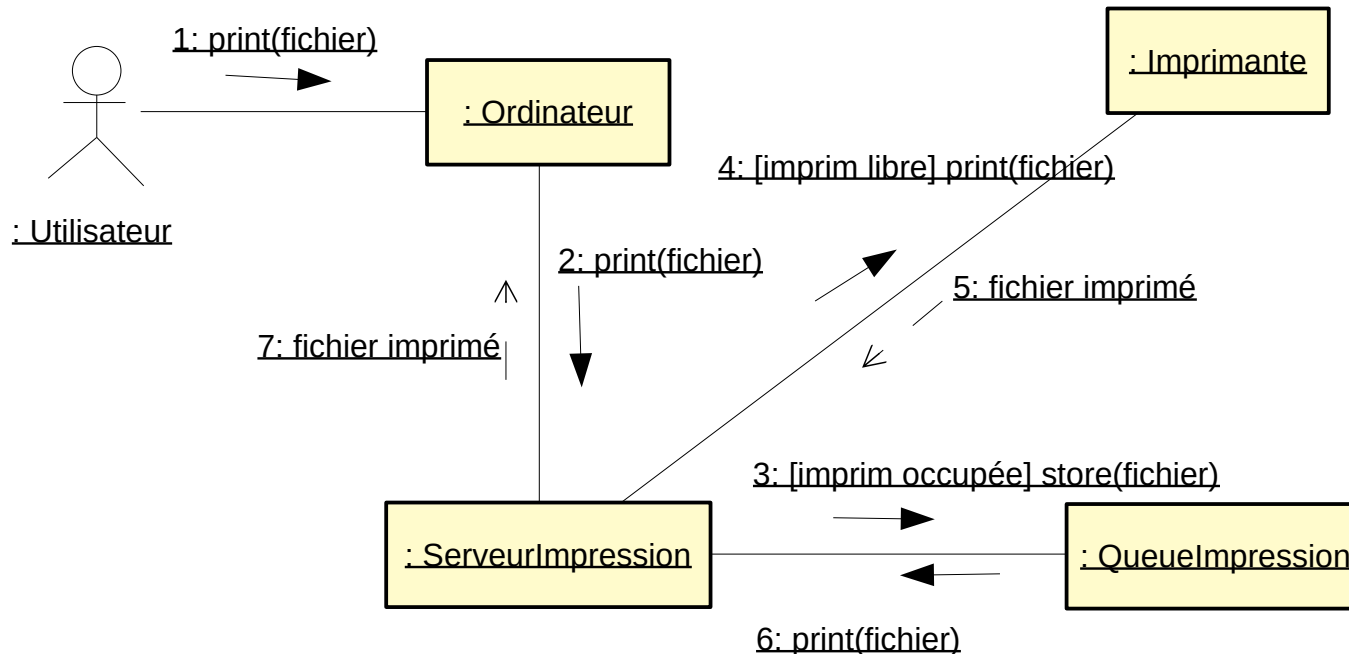 1: print(fichier)
: Imprimante
: Ordinateur
4: [imprim libre] print(fichier)
: Utilisateur
2: print(fichier)
5: fichier imprimé
7: fichier imprimé
3: [imprim occupée] store(fichier)
: ServeurImpression
: QueueImpression
6: print(fichier)